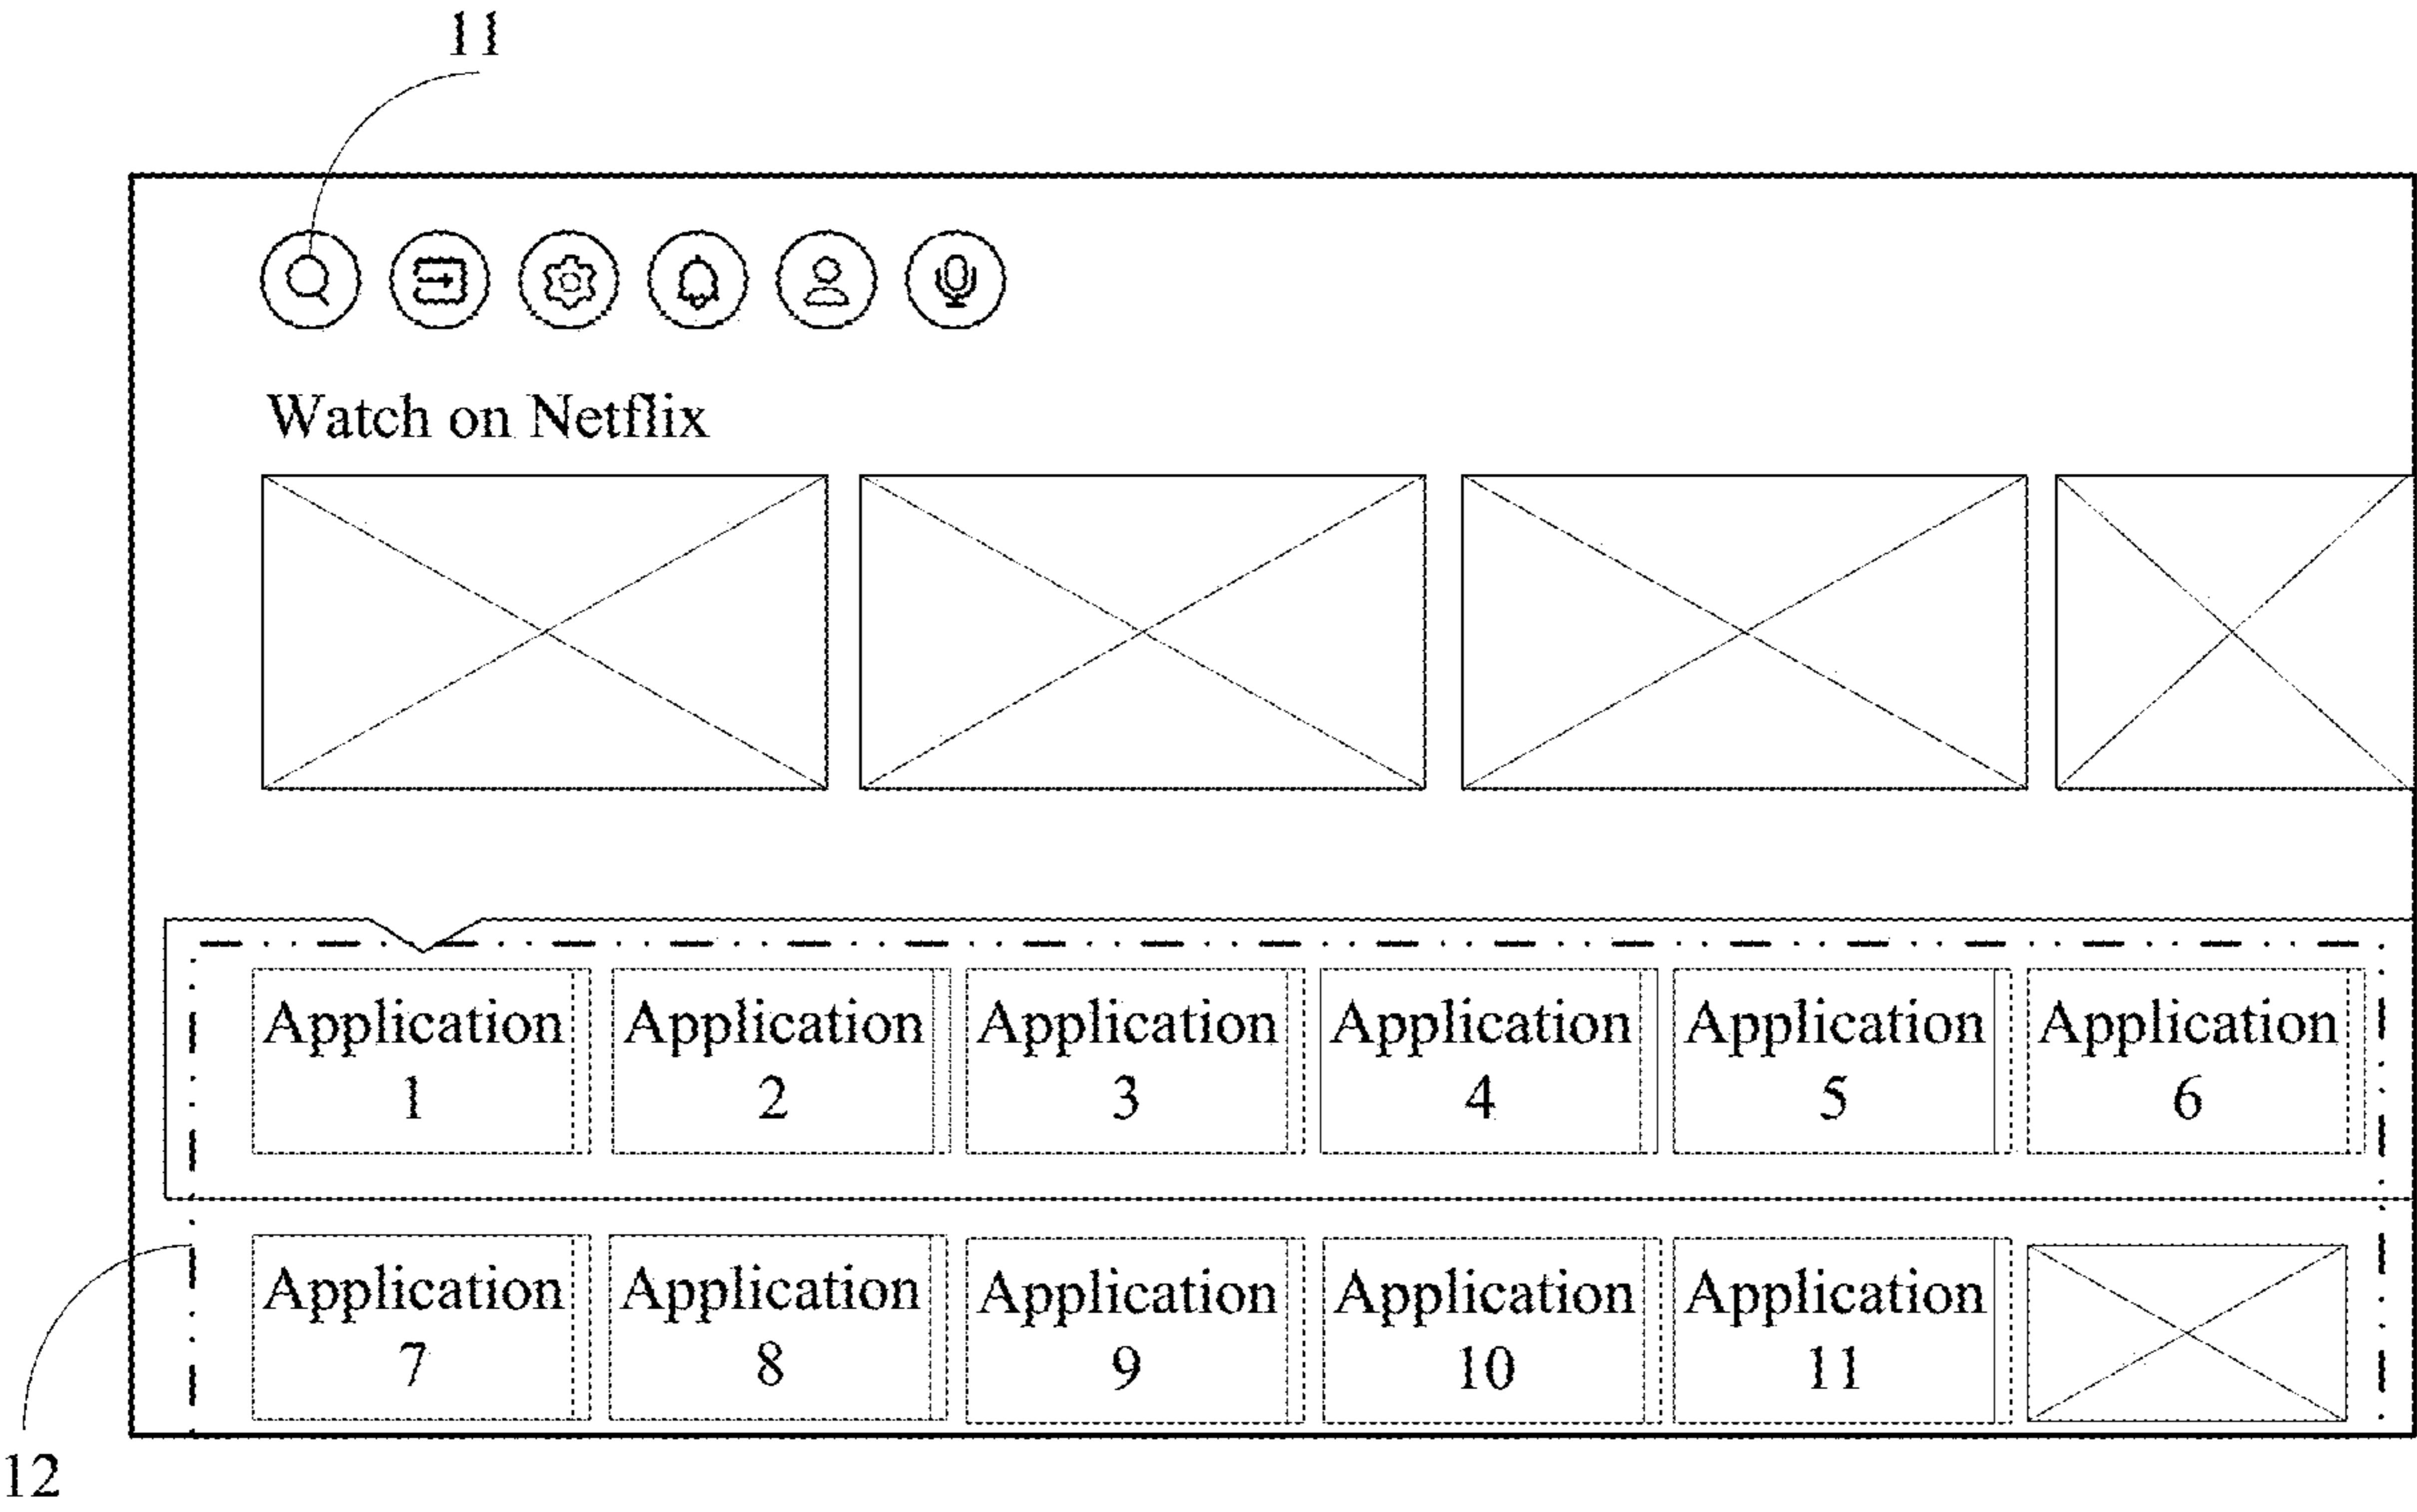 11
Watch on Netflix
Application Application Application Application Application Application
1 2 3 4 5 6
Application Application Application Application Application
7 8 9 10 11
12